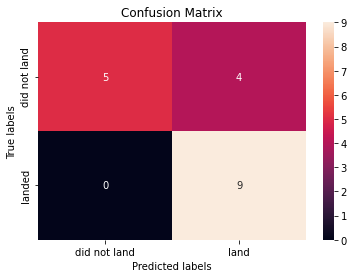 Confusion Matrix
True labels
did not land
landed
5 4
0 9
did not land land
Predicted labels
9
8
7
6
5
4
3
2
1
0